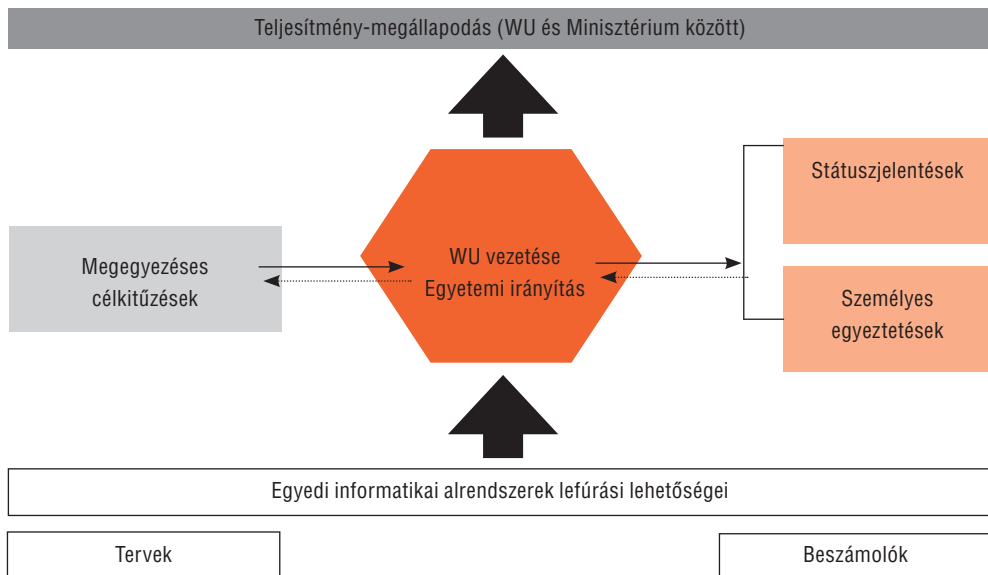 Teljesítmény-megállapodás (WU és Minisztérium között)
Státuszjelentések
Megegyezéses
célkitűzések
WU vezetése
Egyetemi irányítás
Személyes
egyeztetések
Egyedi informatikai alrendszerek lefúrási lehetőségei
Tervek
Beszámolók